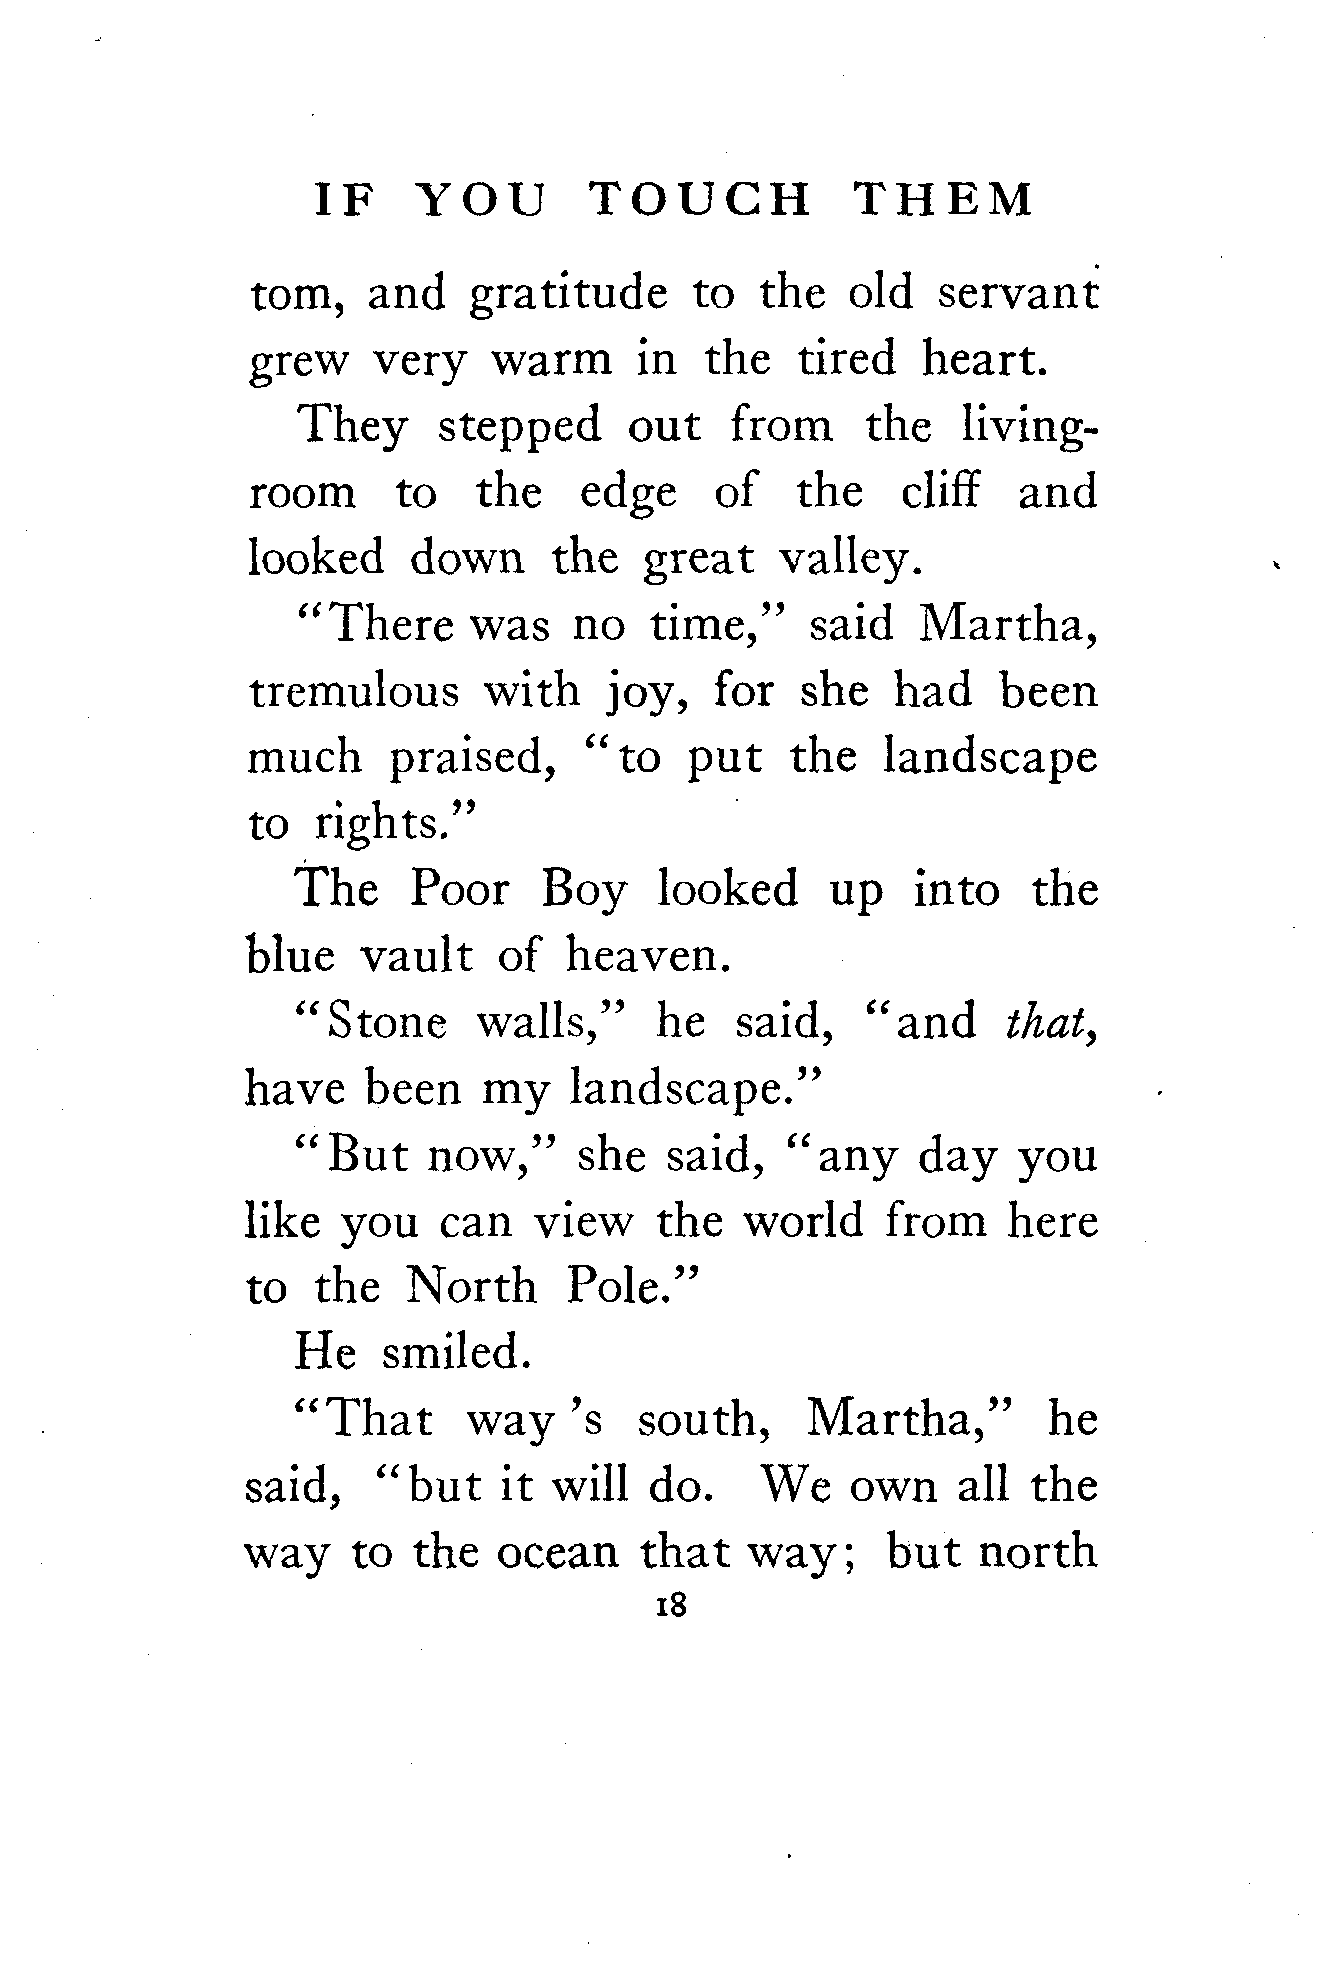 IF YOU TOUCH THEM
tom, and gratitude to the old servant
grew very warm in the tired heart.
They stepped out from the living-
room to the edge of the cliff and
looked down the great valley.
“There was no time,” said Martha,
tremulous with joy, for she had been
much praised, “to put the landscape
to rights.”
The Poor Boy looked up into the
blue vault of heaven.
“Stone walls,” he said, “and that,
have been my landscape.”
“But now,” she said, “any day you
like you can view the world from here
to the North Pole.”
He smiled.
“That way 's south, Martha,” he
said, “but it will do. We own all the
way to the ocean that way; but north
18